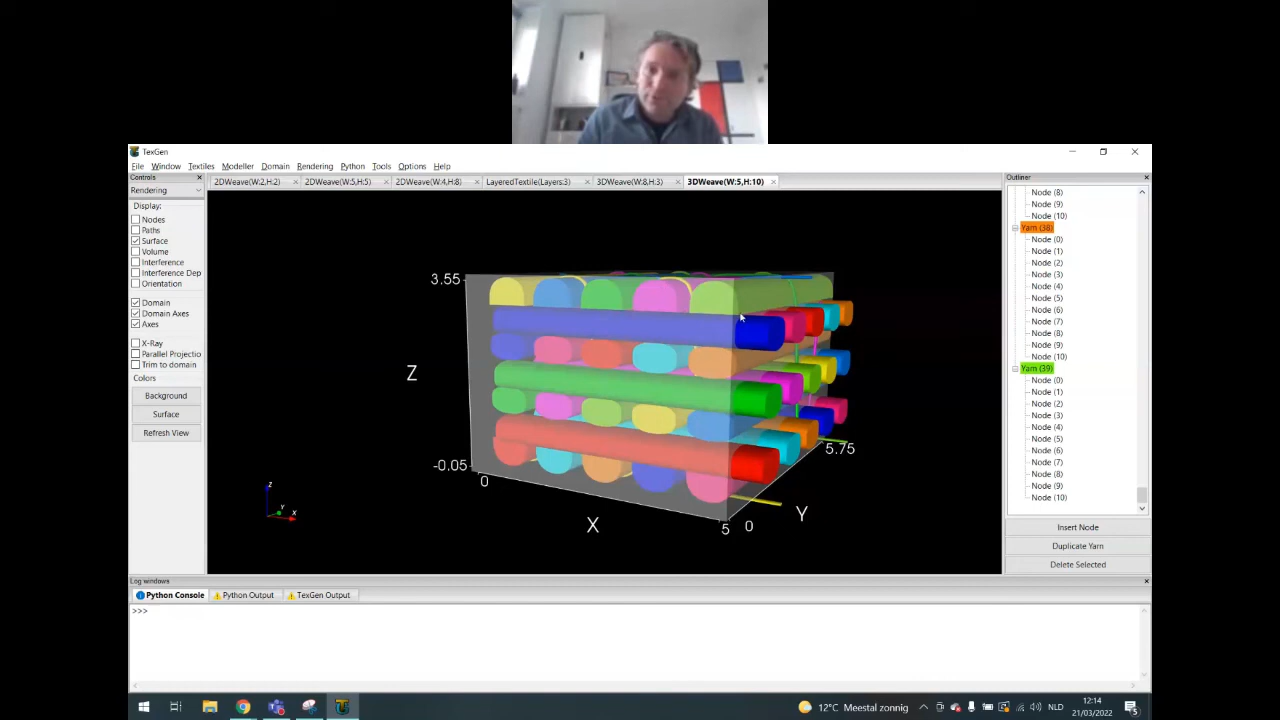 TexGen
File Window Textiles Modeller Domain Rendering Python Tools Options Help
Controls
Rendering
Display:
Nodes
Paths
Surface
Volume
Interference
Interference Dep
Orientation
Domain
Domain Axes
Axes
X-Ray
Parallel Projectio
Trim to domain
Colors
Background
Surface
Refresh View
2DWeave(W:2,H:2) 2DWeave(W:5,H:5) 2DWeave(W:4,H:8) LayeredTextile(Layers:3) 3DWeave(W:8,H:3) 3DWeave(W:5,H:10)
3.55
Z
-0.05
0
X
5
0
Y
5.75
Z
Y
X
Outliner
Node (8)
Node (9)
Node (10)
Yarn (38)
Node (0)
Node (1)
Node (2)
Node (3)
Node (4)
Node (5)
Node (6)
Node (7)
Node (8)
Node (9)
Node (10)
Yarn (39)
Node (0)
Node (1)
Node (2)
Node (3)
Node (4)
Node (5)
Node (6)
Node (7)
Node (8)
Node (9)
Node (10)
Insert Node
Duplicate Yarn
Delete Selected
Log windows
Python Console Python Output TexGen Output
>>>
12°C Meestal zonnig NLD 12:14
21/03/2022 5